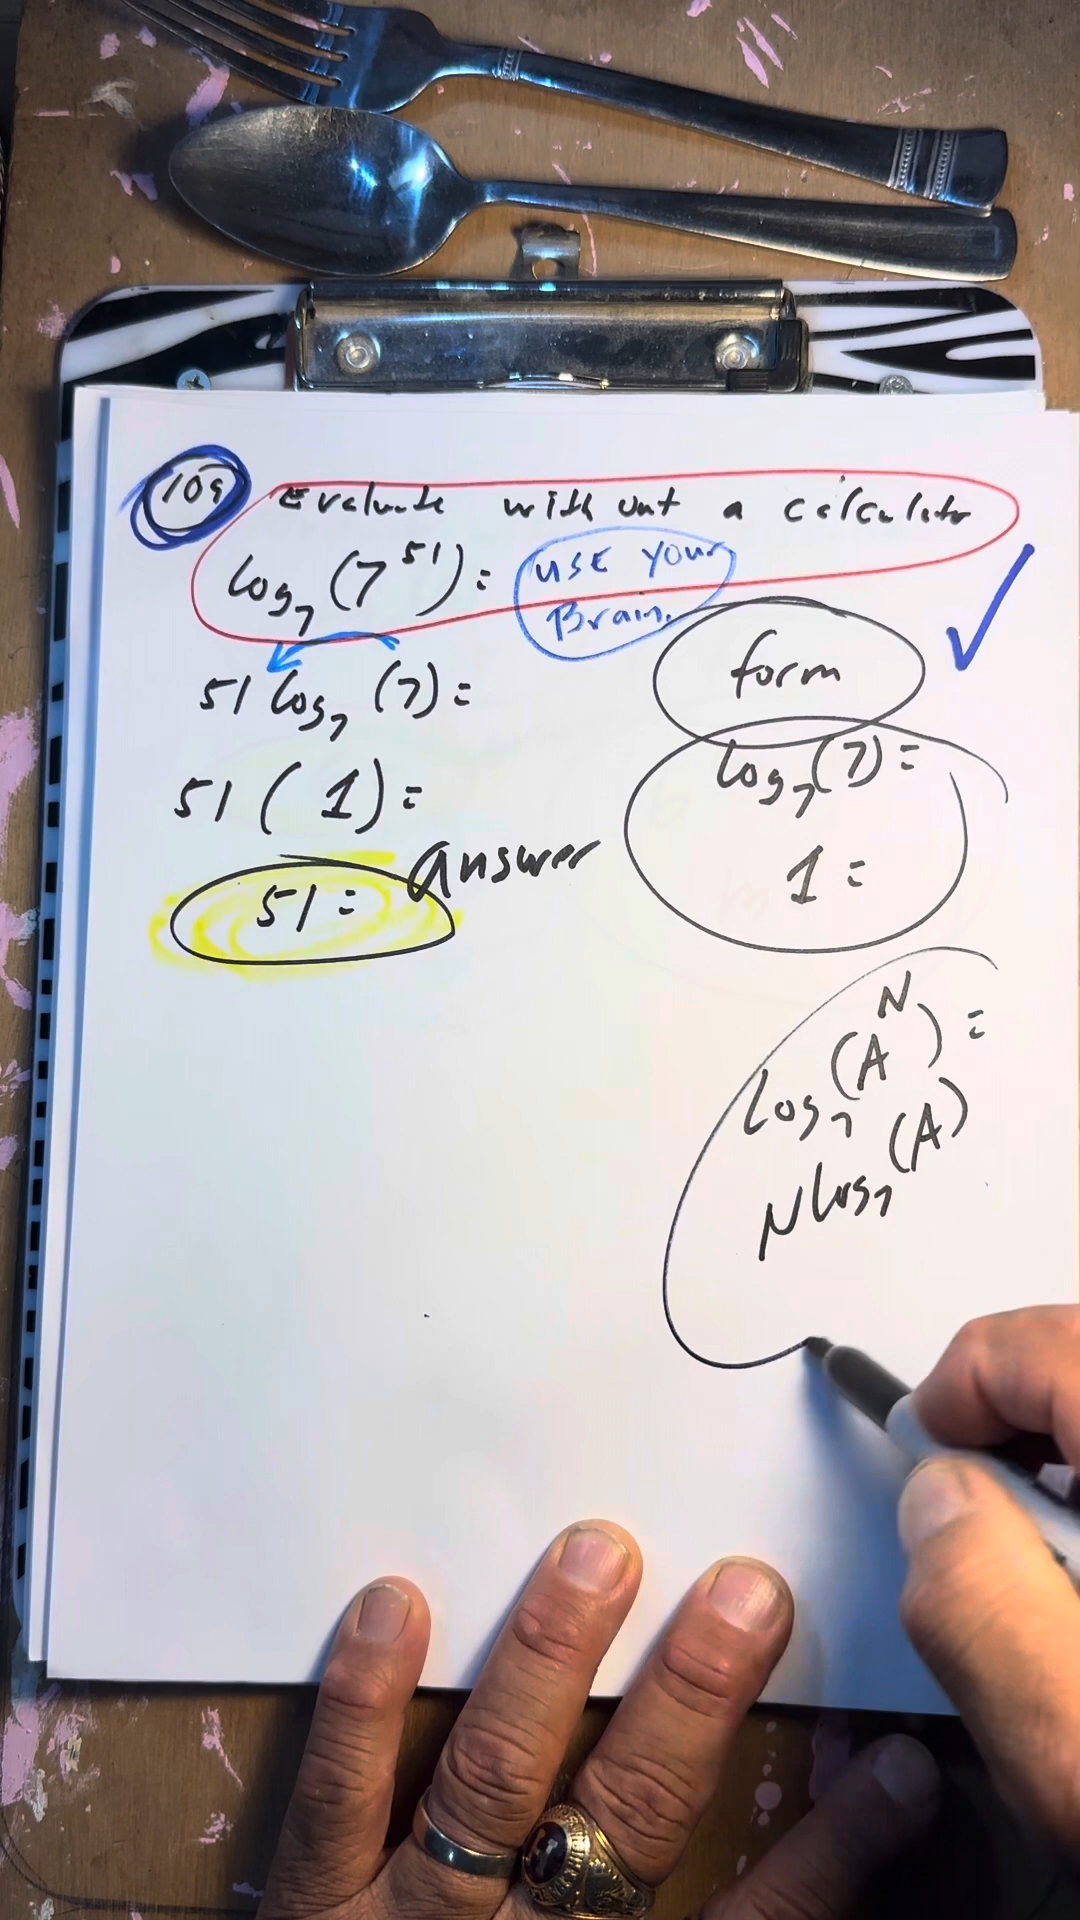 109 Evaluate without a calculator
log₇(7⁵¹)= use your
Brain.
51 log₇(7)=
form
51(1)=
log₇(7)=
51= answer
1=
log₇(Aᴺ)=
N log₇(A)